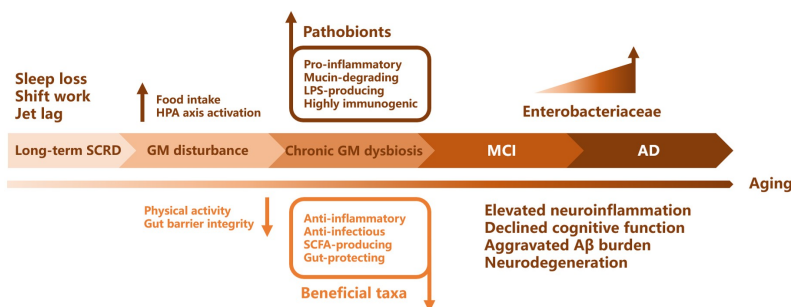 Pathobionts
Pro-inflammatory
Mucin-degrading
LPS-producing
Highly immunogenic
Sleep loss
Shift work
Jet lag
Food intake
HPA axis activation
Enterobacteriaceae
Long-term SCRD
GM disturbance
Chronic GM dysbiosis
MCI
AD
Aging
Physical activity
Gut barrier integrity
Anti-inflammatory
Anti-infectious
SCFA-producing
Gut-protecting
Beneficial taxa
Elevated neuroinflammation
Declined cognitive function
Aggravated Aβ burden
Neurodegeneration